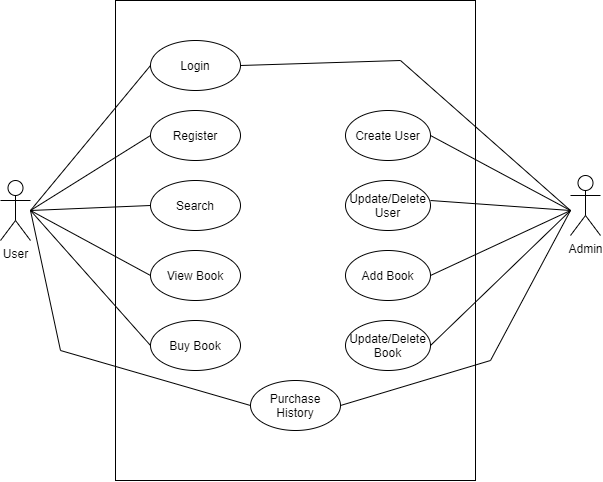 Login
Register
Create User
Search
Update/Delete
User
User
Admin
View Book
Add Book
Buy Book
Update/Delete
Book
Purchase
History